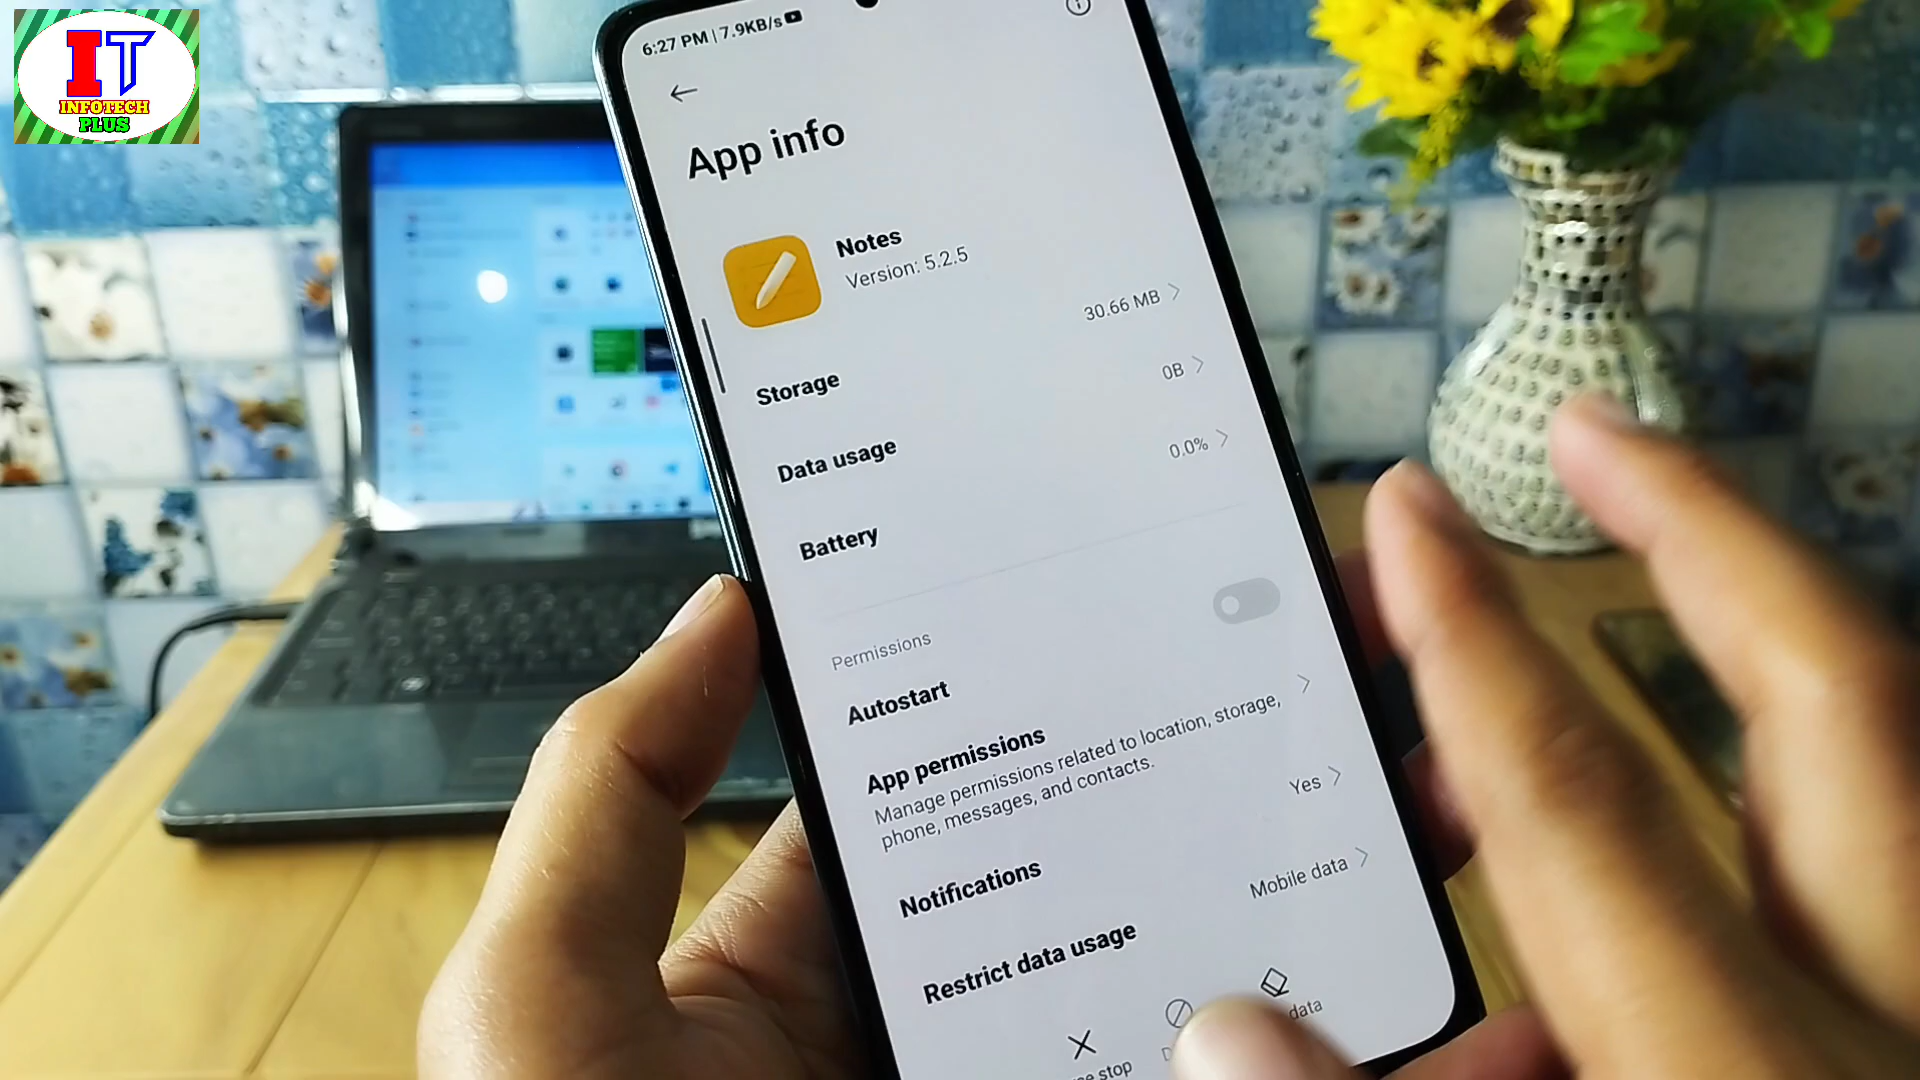 IT
INFOTECH
PLUS
6:27 PM | 7.9KB/s
App info
Notes
Version: 5.2.5
Storage
30.66 MB
Data usage
0B
Battery
0.0%
Permissions
Autostart
App permissions
Manage permissions related to location, storage,
phone, messages, and contacts.
Notifications
Yes
Restrict data usage
Mobile data
stop
data